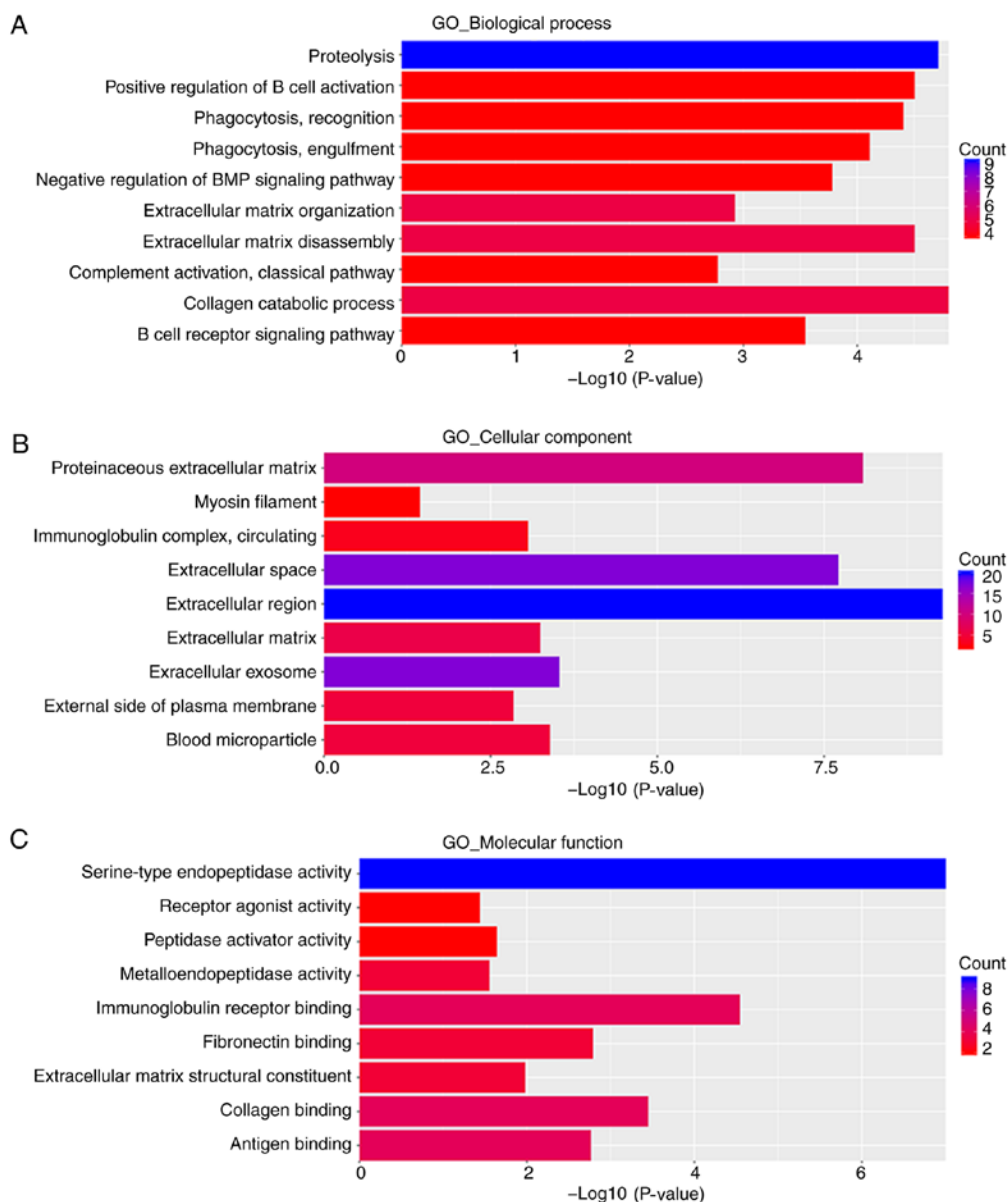 A
GO_Biological process
Proteolysis
Positive regulation of B cell activation
Phagocytosis, recognition
Phagocytosis, engulfment
Negative regulation of BMP signaling pathway
Extracellular matrix organization
Extracellular matrix disassembly
Complement activation, classical pathway
Collagen catabolic process
B cell receptor signaling pathway
0 1 2 3 4
−Log10 (P-value)
Count
9
8
7
6
5
4
B
GO_Cellular component
Proteinaceous extracellular matrix
Myosin filament
Immunoglobulin complex, circulating
Extracellular space
Extracellular region
Extracellular matrix
Exracellular exosome
External side of plasma membrane
Blood microparticle
0.0 2.5 5.0 7.5
−Log10 (P-value)
Count
20
15
10
5
C
GO_Molecular function
Serine-type endopeptidase activity
Receptor agonist activity
Peptidase activator activity
Metalloendopeptidase activity
Immunoglobulin receptor binding
Fibronectin binding
Extracellular matrix structural constituent
Collagen binding
Antigen binding
0 2 4 6
−Log10 (P-value)
Count
8
6
4
2